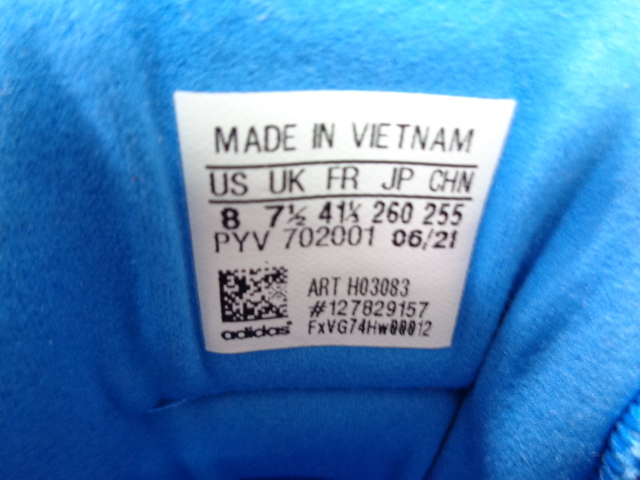 MADE IN VIETNAM
US UK FR JP CHN
8 7½ 41⅓ 260 255
PYV 702001 06/21
ART H03083
#127829157
adidas